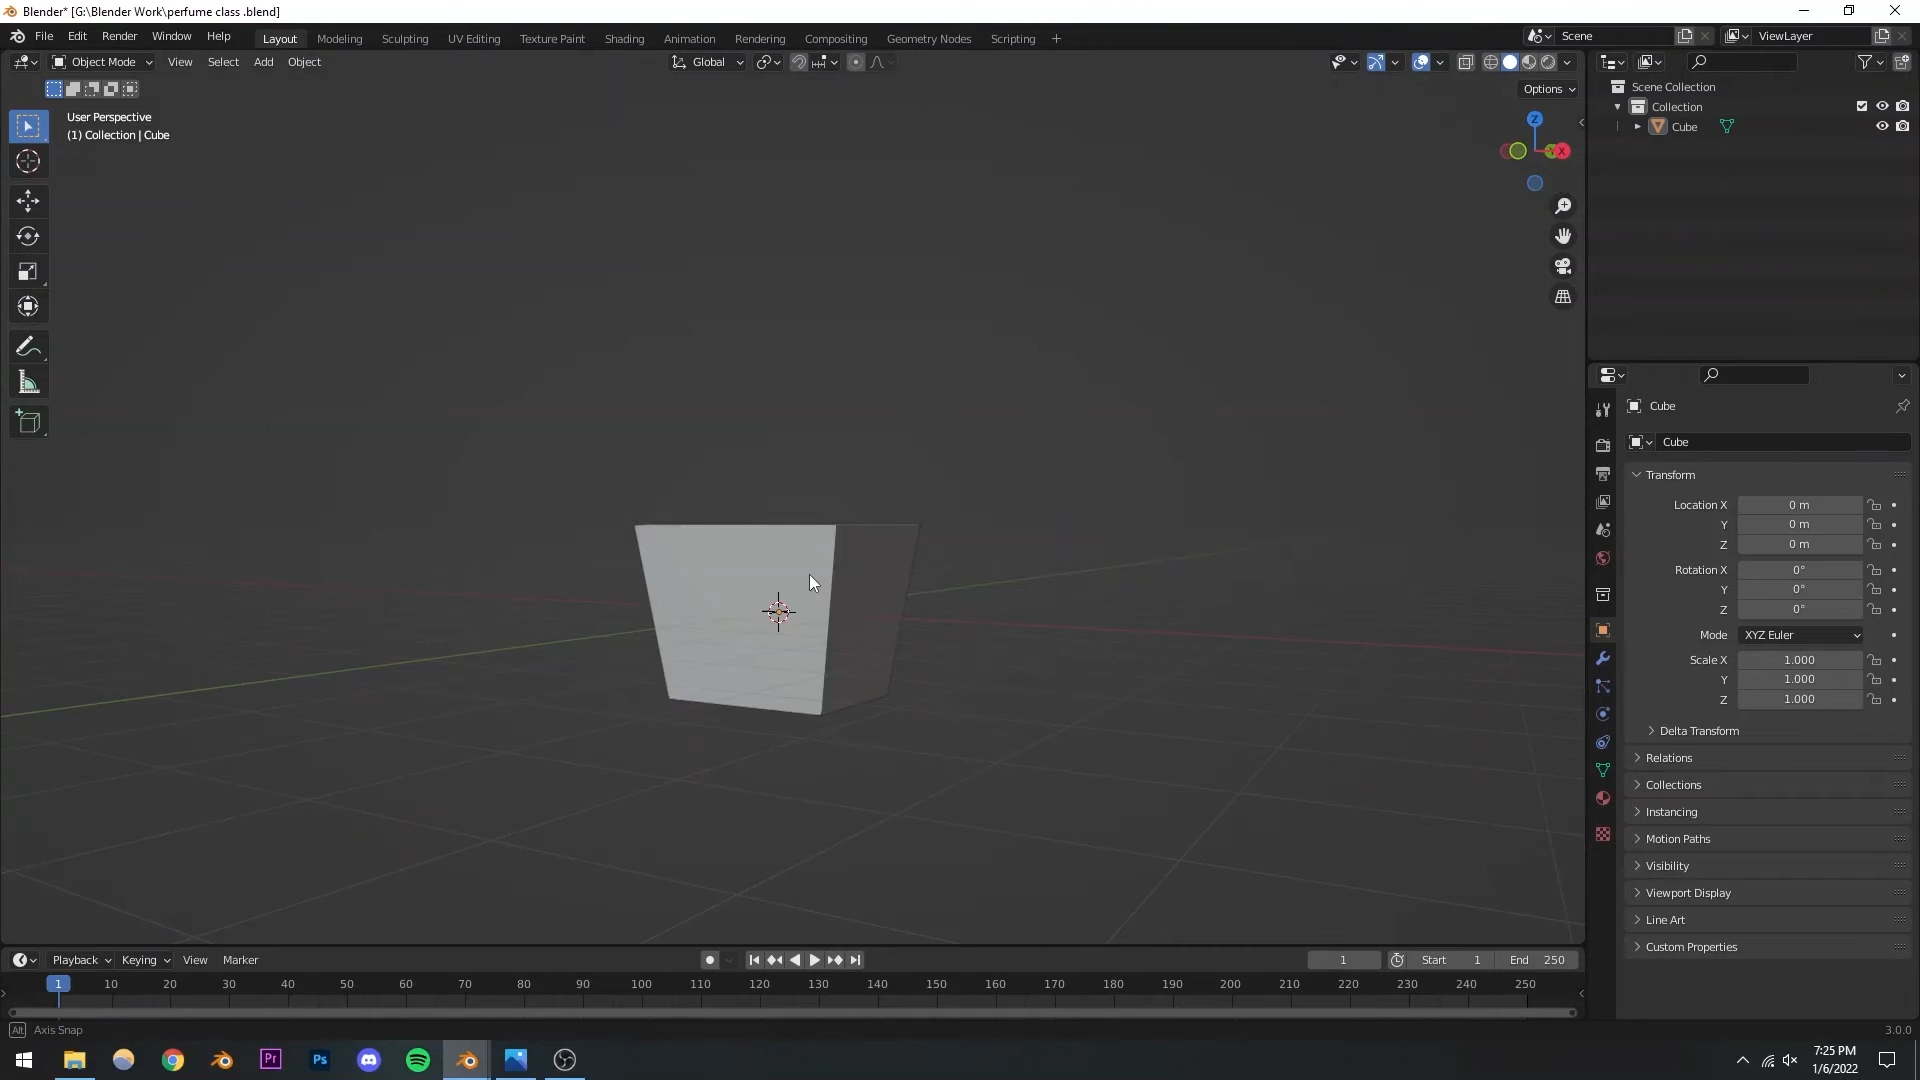 Blender* [G:\Blender Work\perfume class .blend]
File Edit Render Window Help
Layout Modeling Sculpting UV Editing Texture Paint Shading Animation Rendering Compositing Geometry Nodes Scripting +
Scene
ViewLayer
Object Mode View Select Add Object
Global
Options
User Perspective
(1) Collection | Cube
Z
Y
X
Scene Collection
Collection
Cube
Cube
Cube
Transform
Location X 0 m
Y 0 m
Z 0 m
Rotation X 0°
Y 0°
Z 0°
Mode XYZ Euler
Scale X 1.000
Y 1.000
Z 1.000
Delta Transform
Relations
Collections
Instancing
Motion Paths
Visibility
Viewport Display
Line Art
Custom Properties
Playback Keying View Marker
1 Start 1 End 250
1 10 20 30 40 50 60 70 80 90 100 110 120 130 140 150 160 170 180 190 200 210 220 230 240 250
Alt Axis Snap
3.0.0
Pr
Ps
7:25 PM
1/6/2022